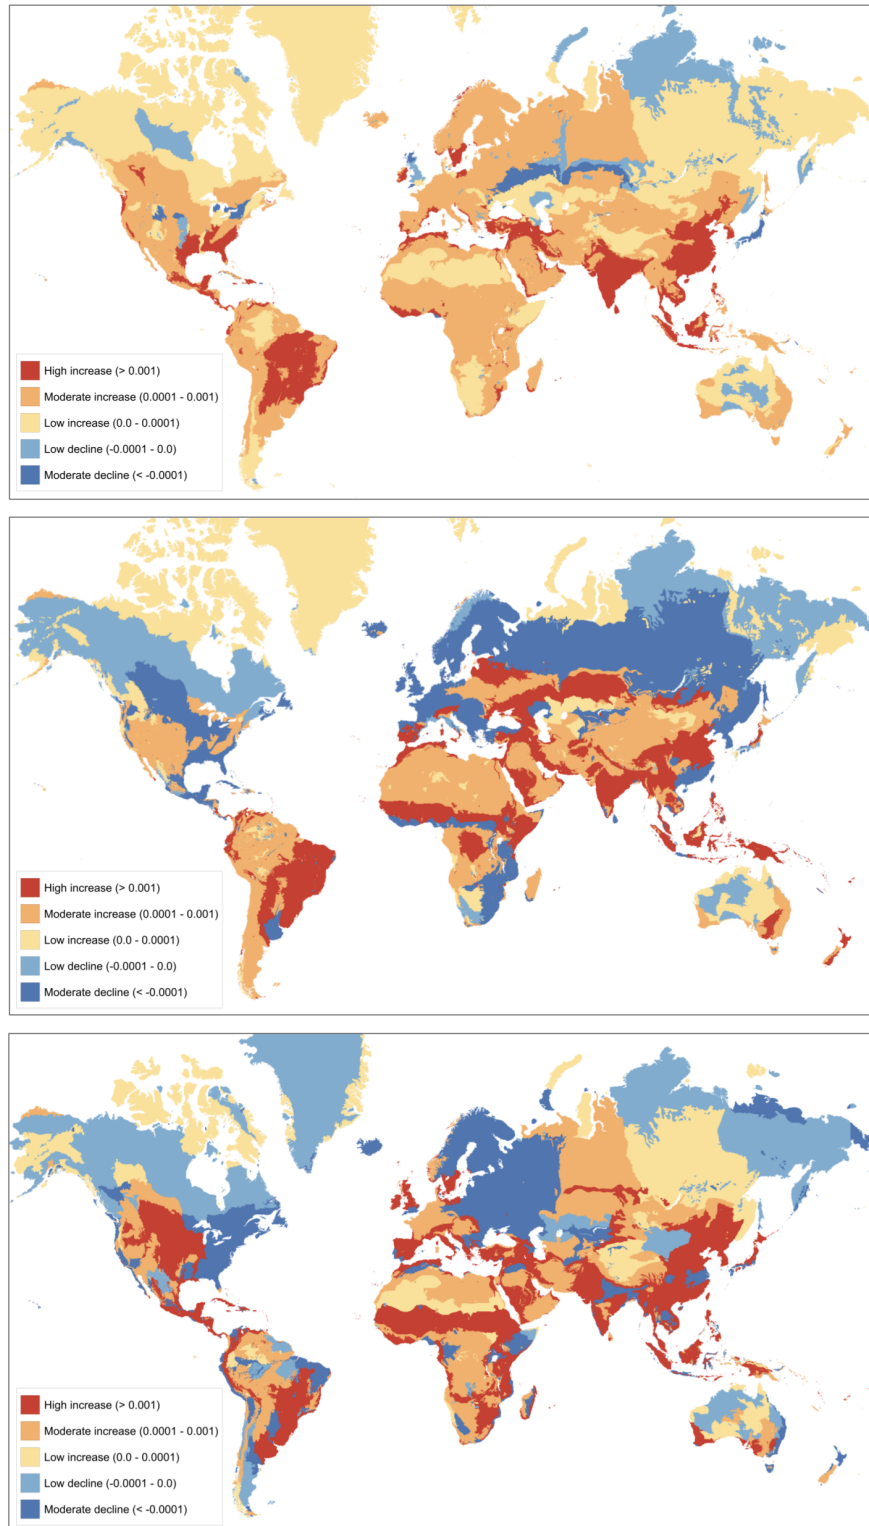 High increase (> 0.001)
Moderate increase (0.0001 - 0.001)
Low increase (0.0 - 0.0001)
Low decline (-0.0001 - 0.0)
Moderate decline (< -0.0001)
High increase (> 0.001)
Moderate increase (0.0001 - 0.001)
Low increase (0.0 - 0.0001)
Low decline (-0.0001 - 0.0)
Moderate decline (< -0.0001)
High increase (> 0.001)
Moderate increase (0.0001 - 0.001)
Low increase (0.0 - 0.0001)
Low decline (-0.0001 - 0.0)
Moderate decline (< -0.0001)